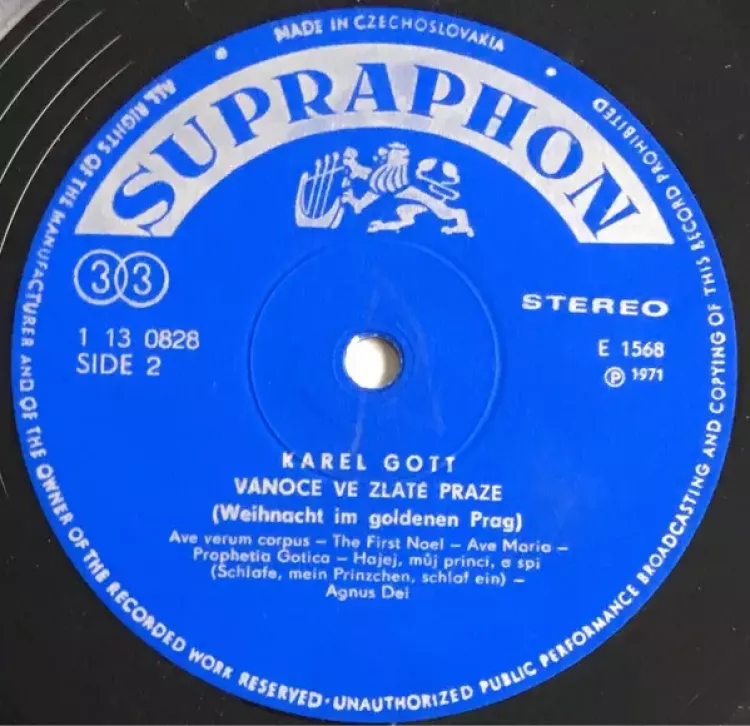 MADE IN CZECHOSLOVAKIA
SUPRAPHON
33
STEREO
1 13 0828
SIDE 2
E 1568
Ⓟ 1971
KAREL GOTT
VÁNOCE VE ZLATÉ PRAZE
(Weihnacht im goldenen Prag)
Ave verum corpus – The First Noel – Ave Maria –
Prophetia Gotica – Hajej, můj princi, a spi
(Schlafe, mein Prinzchen, schlaf ein) –
Agnus Dei
ALL RIGHTS OF THE MANUFACTURER AND OF THE OWNER OF THE RECORDED WORK RESERVED · UNAUTHORIZED PUBLIC PERFORMANCE BROADCASTING AND COPYING OF THIS RECORD PROHIBITED